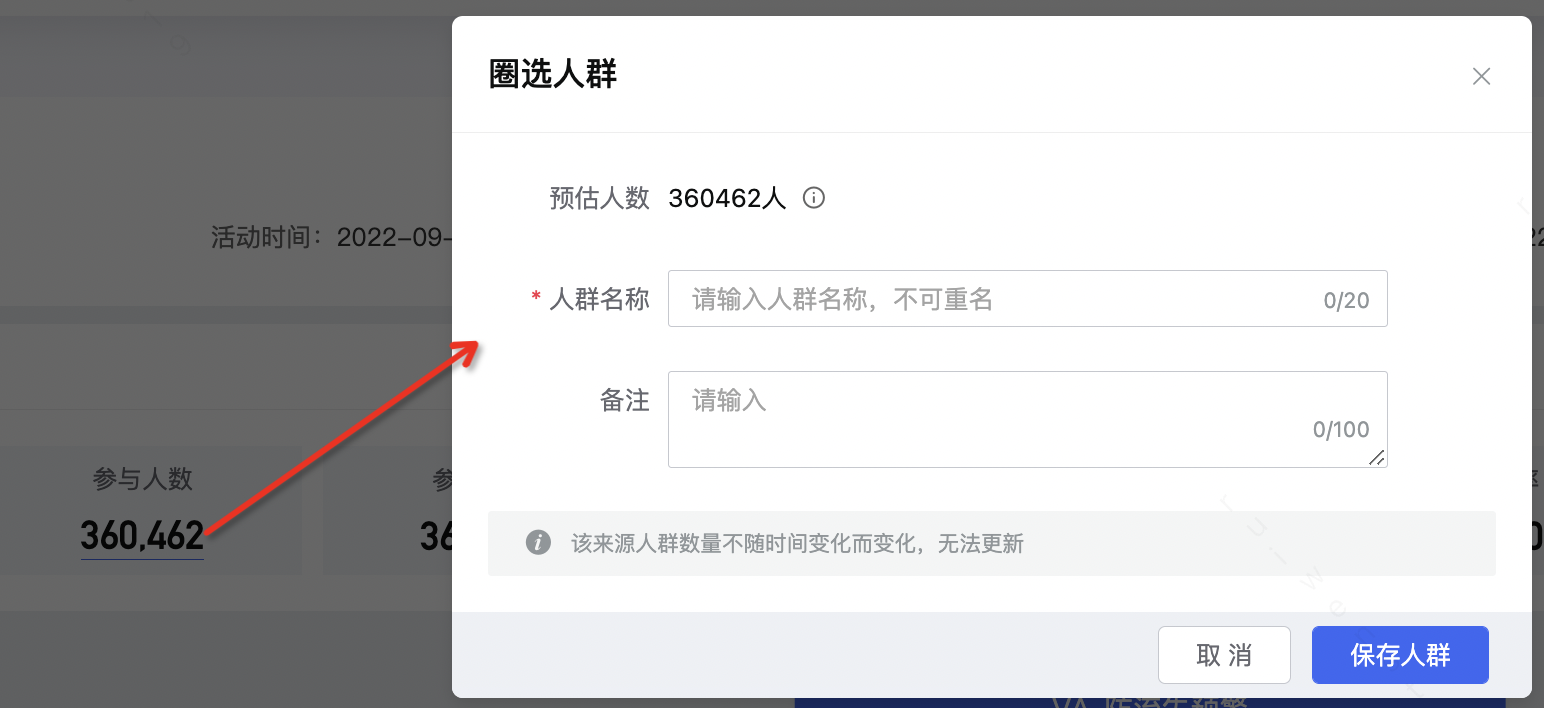 圈选人群
预估人数 360462人
活动时间：2022-09-
* 人群名称 请输入人群名称，不可重名 0/20
备注 请输入
0/100
参与人数
360,462
该来源人群数量不随时间变化而变化，无法更新
取 消 保存人群